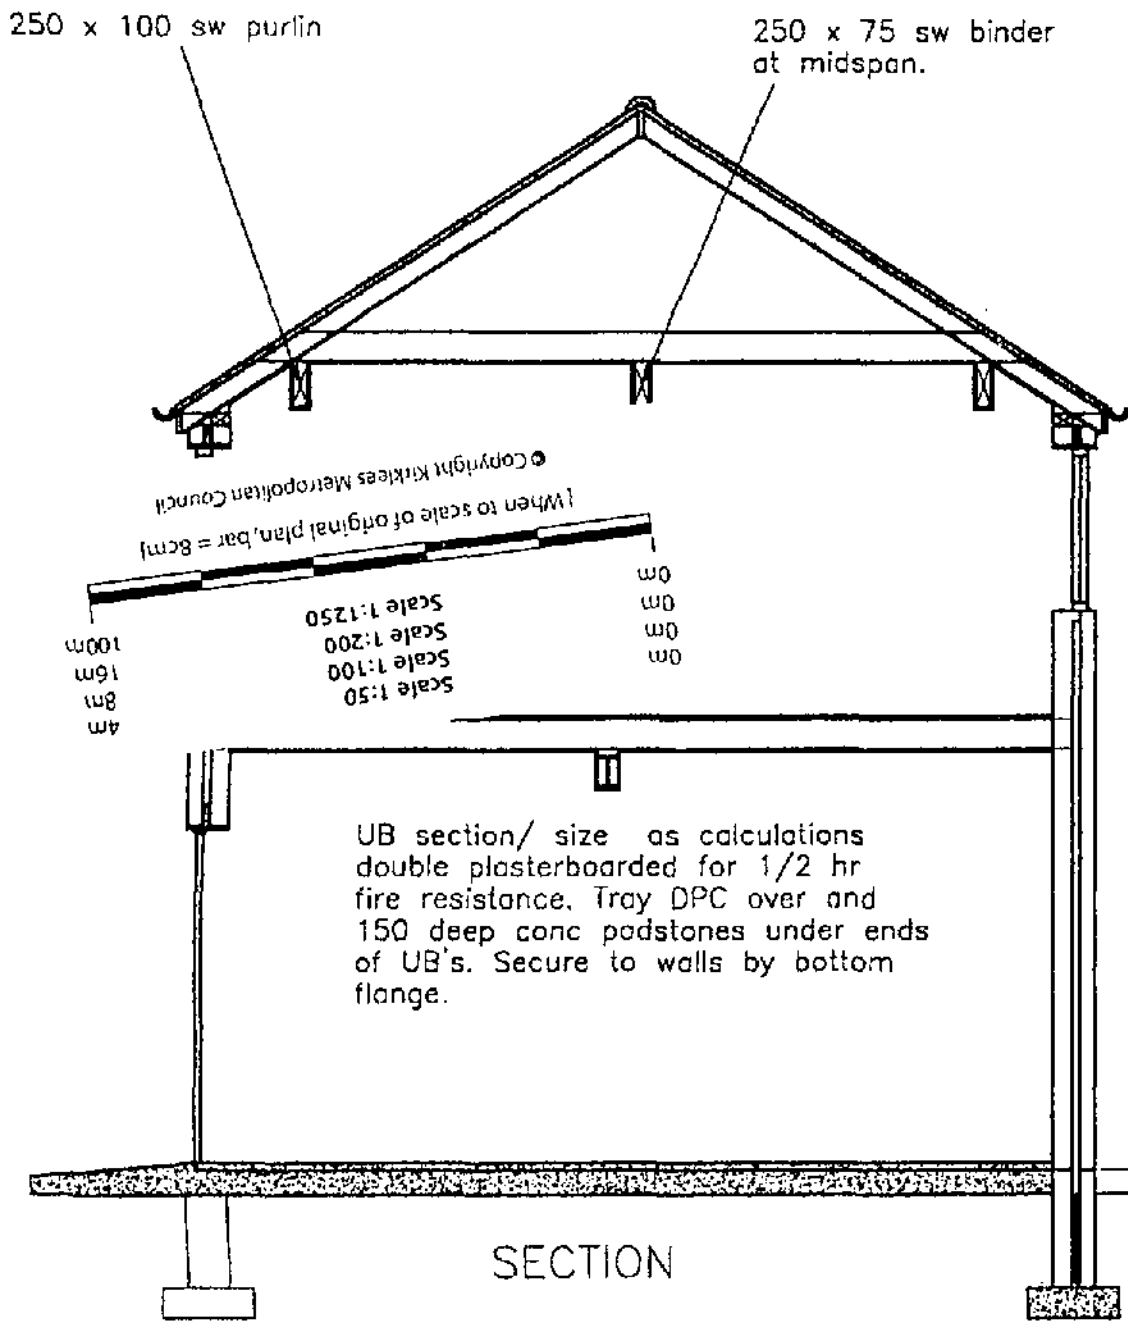 250 x 100 sw purlin
250 x 75 sw binder
at midspan.
© Copyright Kirklees Metropolitan Council
[When to scale of original plan, bar = 8cm]
0m Scale 1:1250 100m
0m Scale 1:200 16m
0m Scale 1:100 8m
0m Scale 1:50 4m
UB section/ size as calculations
double plasterboarded for 1/2 hr
fire resistance. Tray DPC over and
150 deep conc padstones under ends
of UB's. Secure to walls by bottom
flange.
SECTION